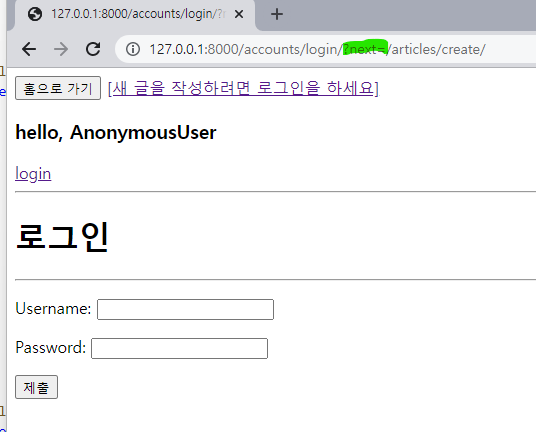 127.0.0.1:8000/accounts/login/?
127.0.0.1:8000/accounts/login/?next=/articles/create/
홈으로 가기 [새 글을 작성하려면 로그인을 하세요]
hello, AnonymousUser
login
로그인
Username:
Password:
제출